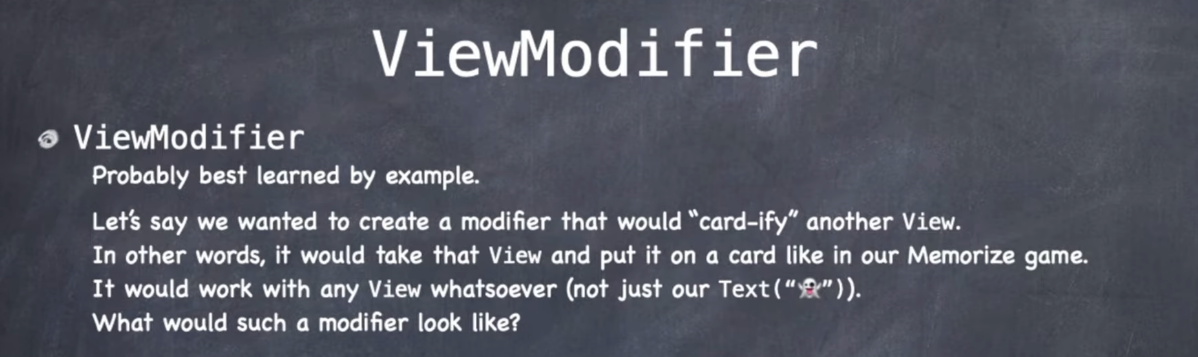 ViewModifier
ViewModifier
Probably best learned by example.
Let's say we wanted to create a modifier that would “card-ify” another View.
In other words, it would take that View and put it on a card like in our Memorize game.
It would work with any View whatsoever (not just our Text(“👻”)).
What would such a modifier look like?